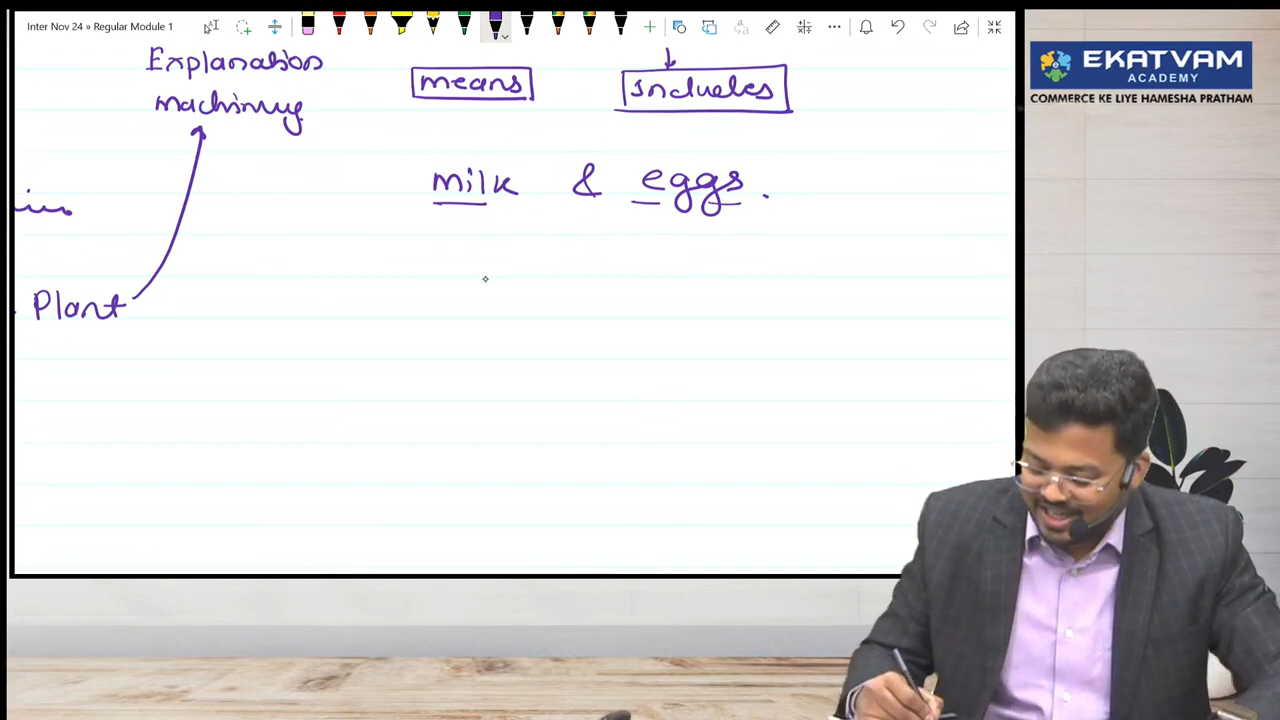 Inter Nov 24 » Regular Module 1
EKATVAM
ACADEMY
COMMERCE KE LIYE HAMESHA PRATHAM
Explanation
machinery
means
includes
milk & eggs.
Plant